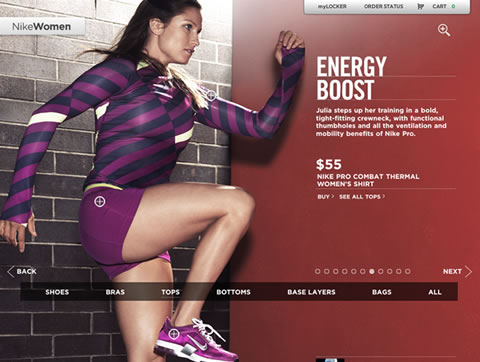 NikeWomen
myLOCKER ORDER STATUS CART 0
ENERGY
BOOST
Julia steps up her training in a bold,
tight-fitting crewneck, with functional
thumbholes and all the ventilation and
mobility benefits of Nike Pro.
$55
NIKE PRO COMBAT THERMAL
WOMEN'S SHIRT
BUY > SEE ALL TOPS >
BACK
NEXT
SHOES BRAS TOPS BOTTOMS BASE LAYERS BAGS ALL